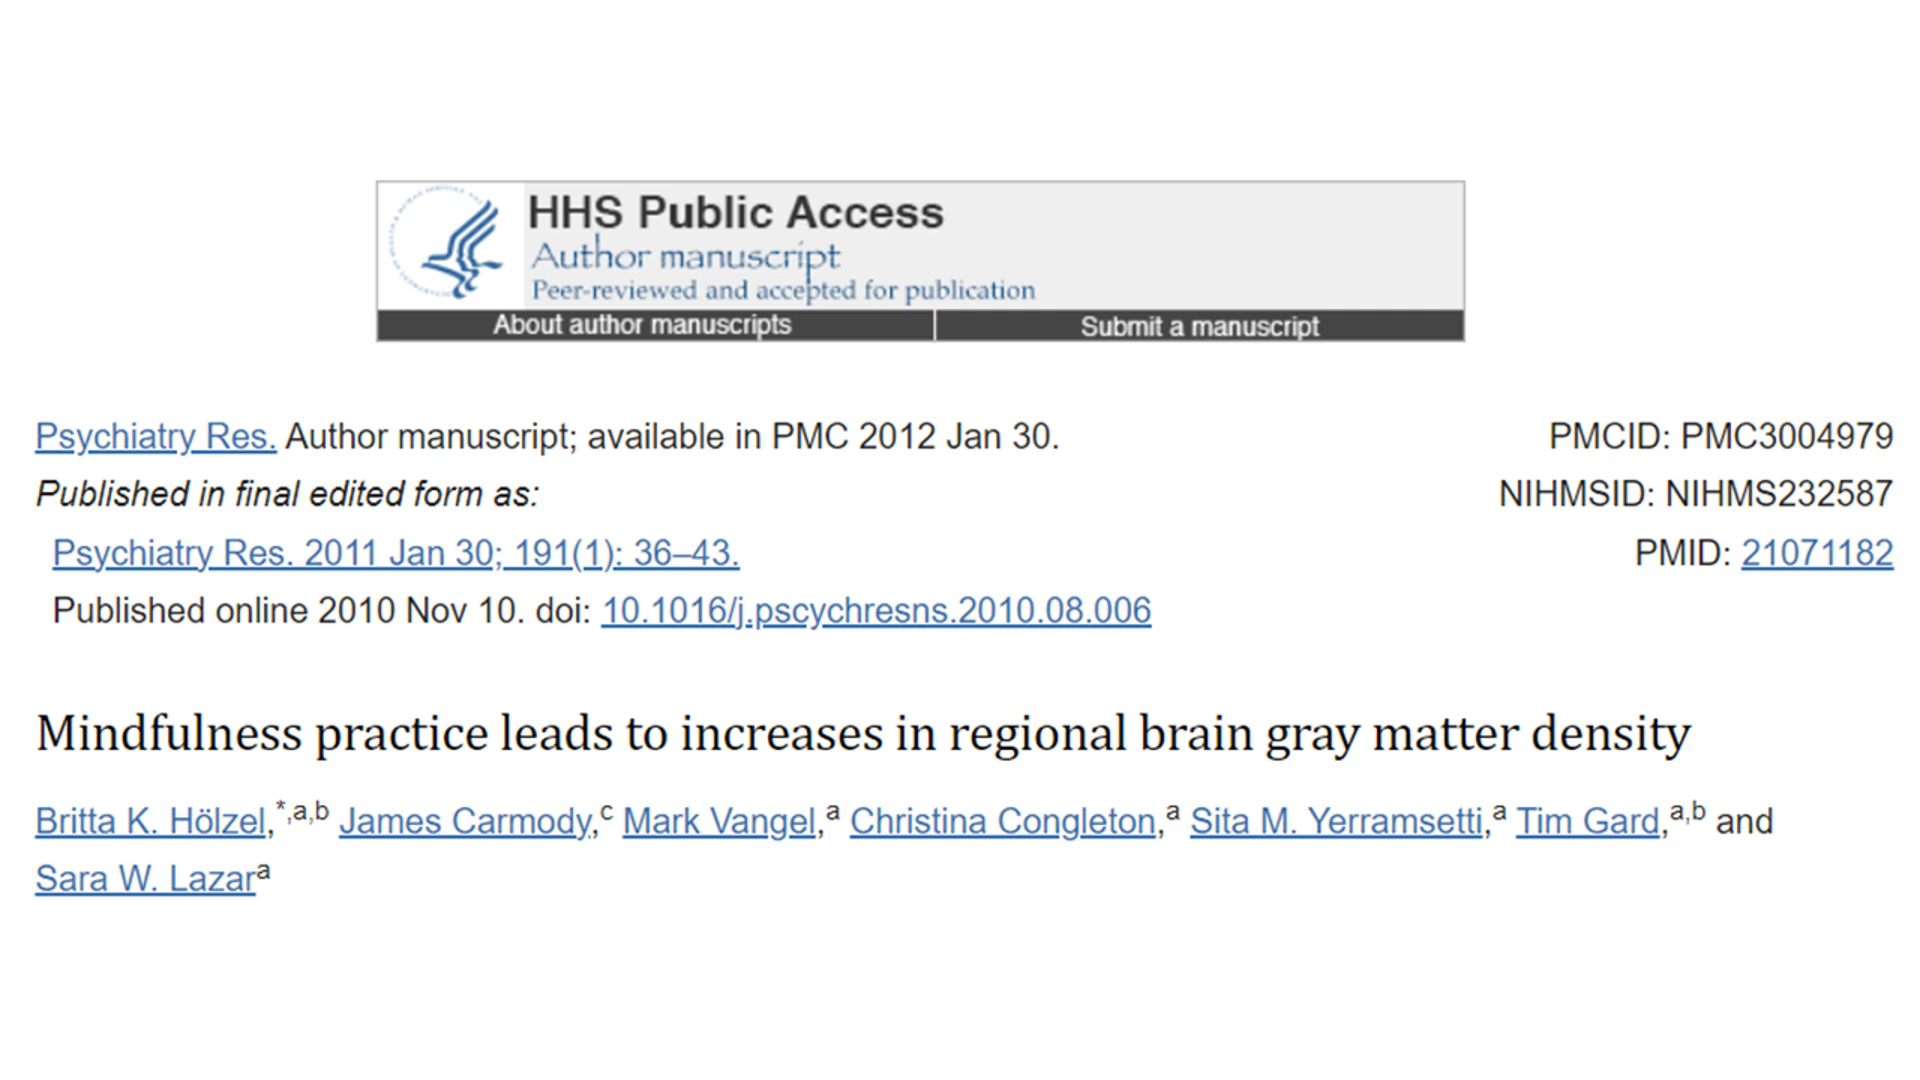 HHS Public Access
Author manuscript
Peer-reviewed and accepted for publication
About author manuscripts
Submit a manuscript
Psychiatry Res. Author manuscript; available in PMC 2012 Jan 30.
Published in final edited form as:
Psychiatry Res. 2011 Jan 30; 191(1): 36–43.
Published online 2010 Nov 10. doi: 10.1016/j.pscychresns.2010.08.006
PMCID: PMC3004979
NIHMSID: NIHMS232587
PMID: 21071182
Mindfulness practice leads to increases in regional brain gray matter density
Britta K. Hölzel,*,a,b James Carmody,c Mark Vangel,a Christina Congleton,a Sita M. Yerramsetti,a Tim Gard,a,b and
Sara W. Lazara